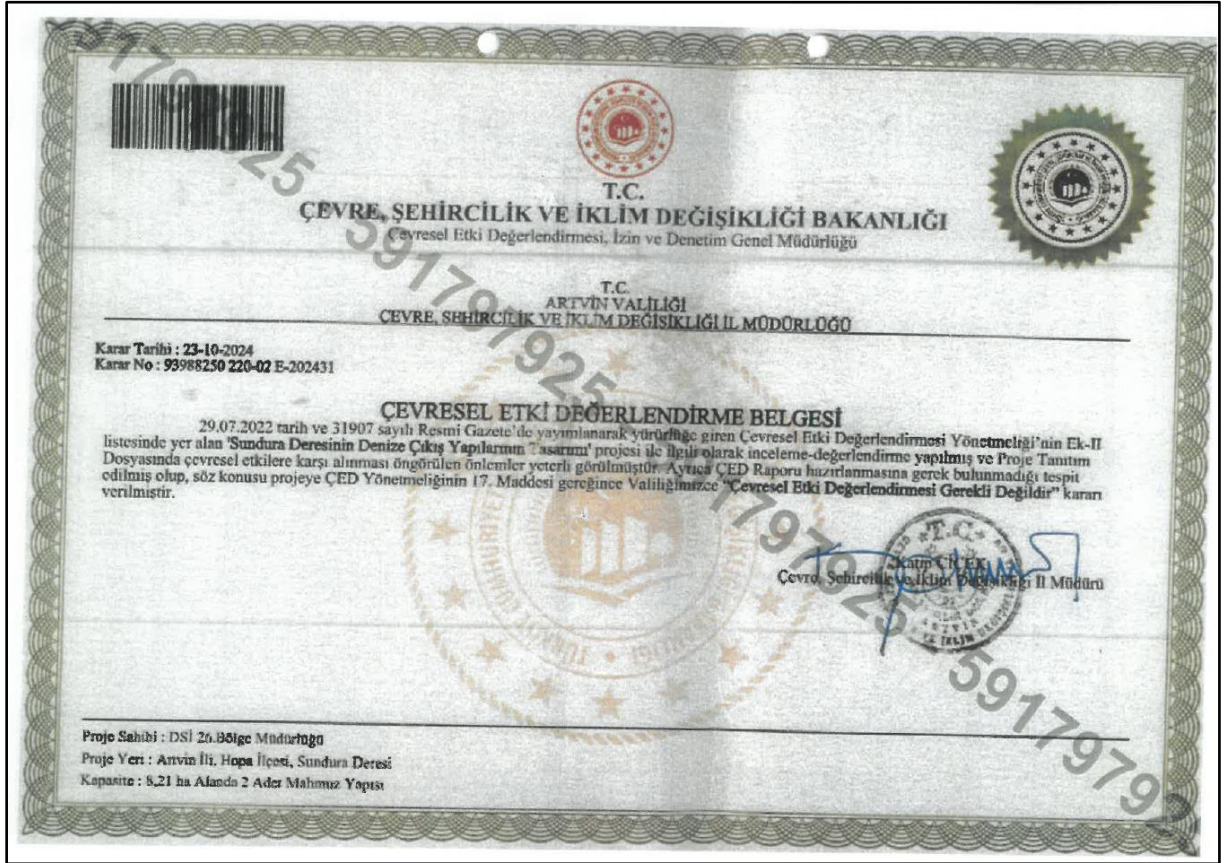 T.C.
ÇEVRE, ŞEHİRCİLİK VE İKLİM DEĞİŞİKLİĞİ BAKANLIĞI
Çevresel Etki Değerlendirmesi, İzin ve Denetim Genel Müdürlüğü
T.C.
ARTVİN VALİLİĞİ
ÇEVRE, ŞEHİRCİLİK VE İKLİM DEĞİŞİKLİĞİ İL MÜDÜRLÜĞÜ
Karar Tarihi : 23-10-2024
Karar No : 93988250 220-02 E-202431
ÇEVRESEL ETKİ DEĞERLENDİRME BELGESİ
29.07.2022 tarih ve 31907 sayılı Resmi Gazete'de yayımlanarak yürürlüğe giren Çevresel Etki Değerlendirmesi Yönetmeliği'nin Ek-II
listesinde yer alan 'Sundura Deresinin Denize Çıkış Yapılarının Tasarımı' projesi ile ilgili olarak inceleme-değerlendirme yapılmış ve Proje Tanıtım
Dosyasında çevresel etkilere karşı alınması öngörülen önlemler yeterli görülmüştür. Ayrıca ÇED Raporu hazırlanmasına gerek bulunmadığı tespit
edilmiş olup, söz konusu projeye ÇED Yönetmeliğinin 17. Maddesi gereğince Valiliğimizce "Çevresel Etki Değerlendirmesi Gerekli Değildir" kararı
verilmiştir.
T.C.
ÇİÇEK
Çevre, Şehircilik ve İklim Değişikliği İl Müdürü
Proje Sahibi : DSİ 26.Bölge Müdürlüğü
Proje Yeri : Artvin İli, Hopa İlçesi, Sundura Deresi
Kapasite : 8,21 ha Alanda 2 Adet Mahmuz Yapısı
59179792